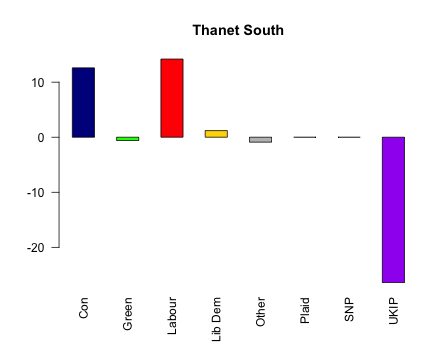 Thanet South
10
0
-10
-20
Con
Green
Labour
Lib Dem
Other
Plaid
SNP
UKIP